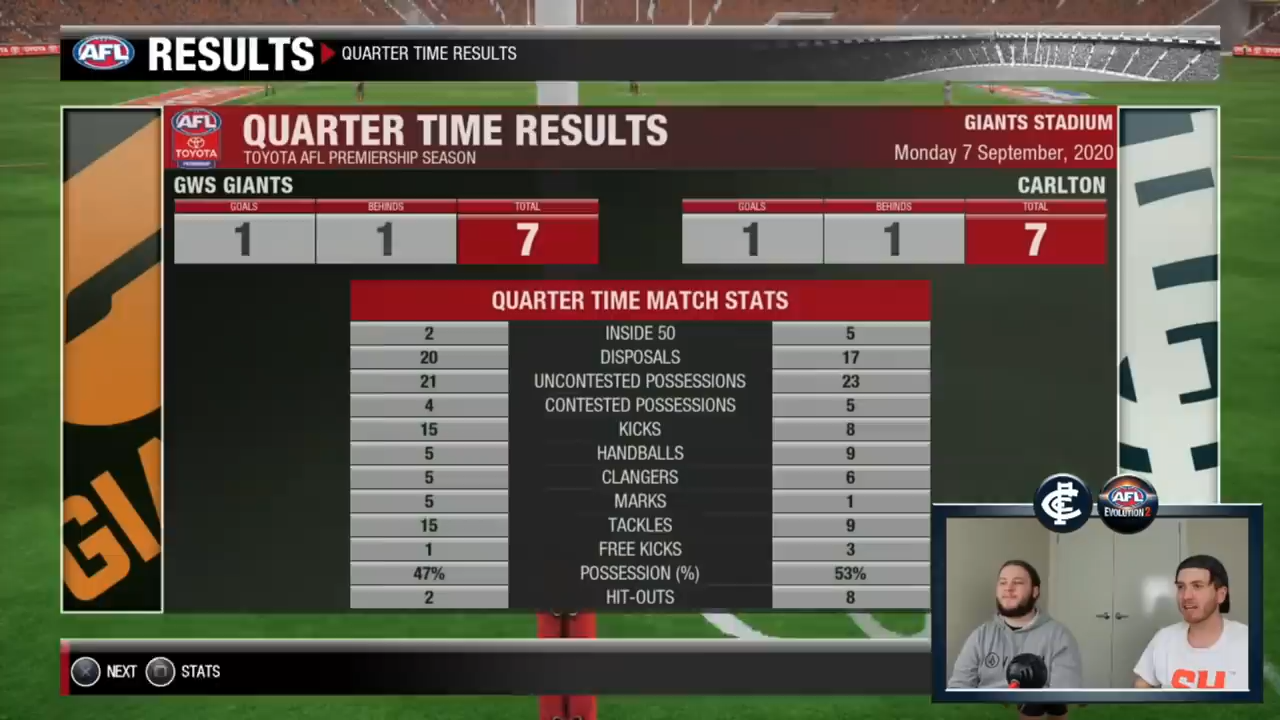 AFL RESULTS QUARTER TIME RESULTS
AFL
TOYOTA
QUARTER TIME RESULTS
TOYOTA AFL PREMIERSHIP SEASON
GIANTS STADIUM
Monday 7 September, 2020
GWS GIANTS
CARLTON
GOALS BEHINDS TOTAL GOALS BEHINDS TOTAL
1 1 7 1 1 7
QUARTER TIME MATCH STATS
2 INSIDE 50 5
20 DISPOSALS 17
21 UNCONTESTED POSSESSIONS 23
4 CONTESTED POSSESSIONS 5
15 KICKS 8
5 HANDBALLS 9
5 CLANGERS 6
5 MARKS 1
15 TACKLES 9
1 FREE KICKS 3
47% POSSESSION (%) 53%
2 HIT-OUTS 8
GIA
CFC
AFL
EVOLUTION 2
NEXT STATS